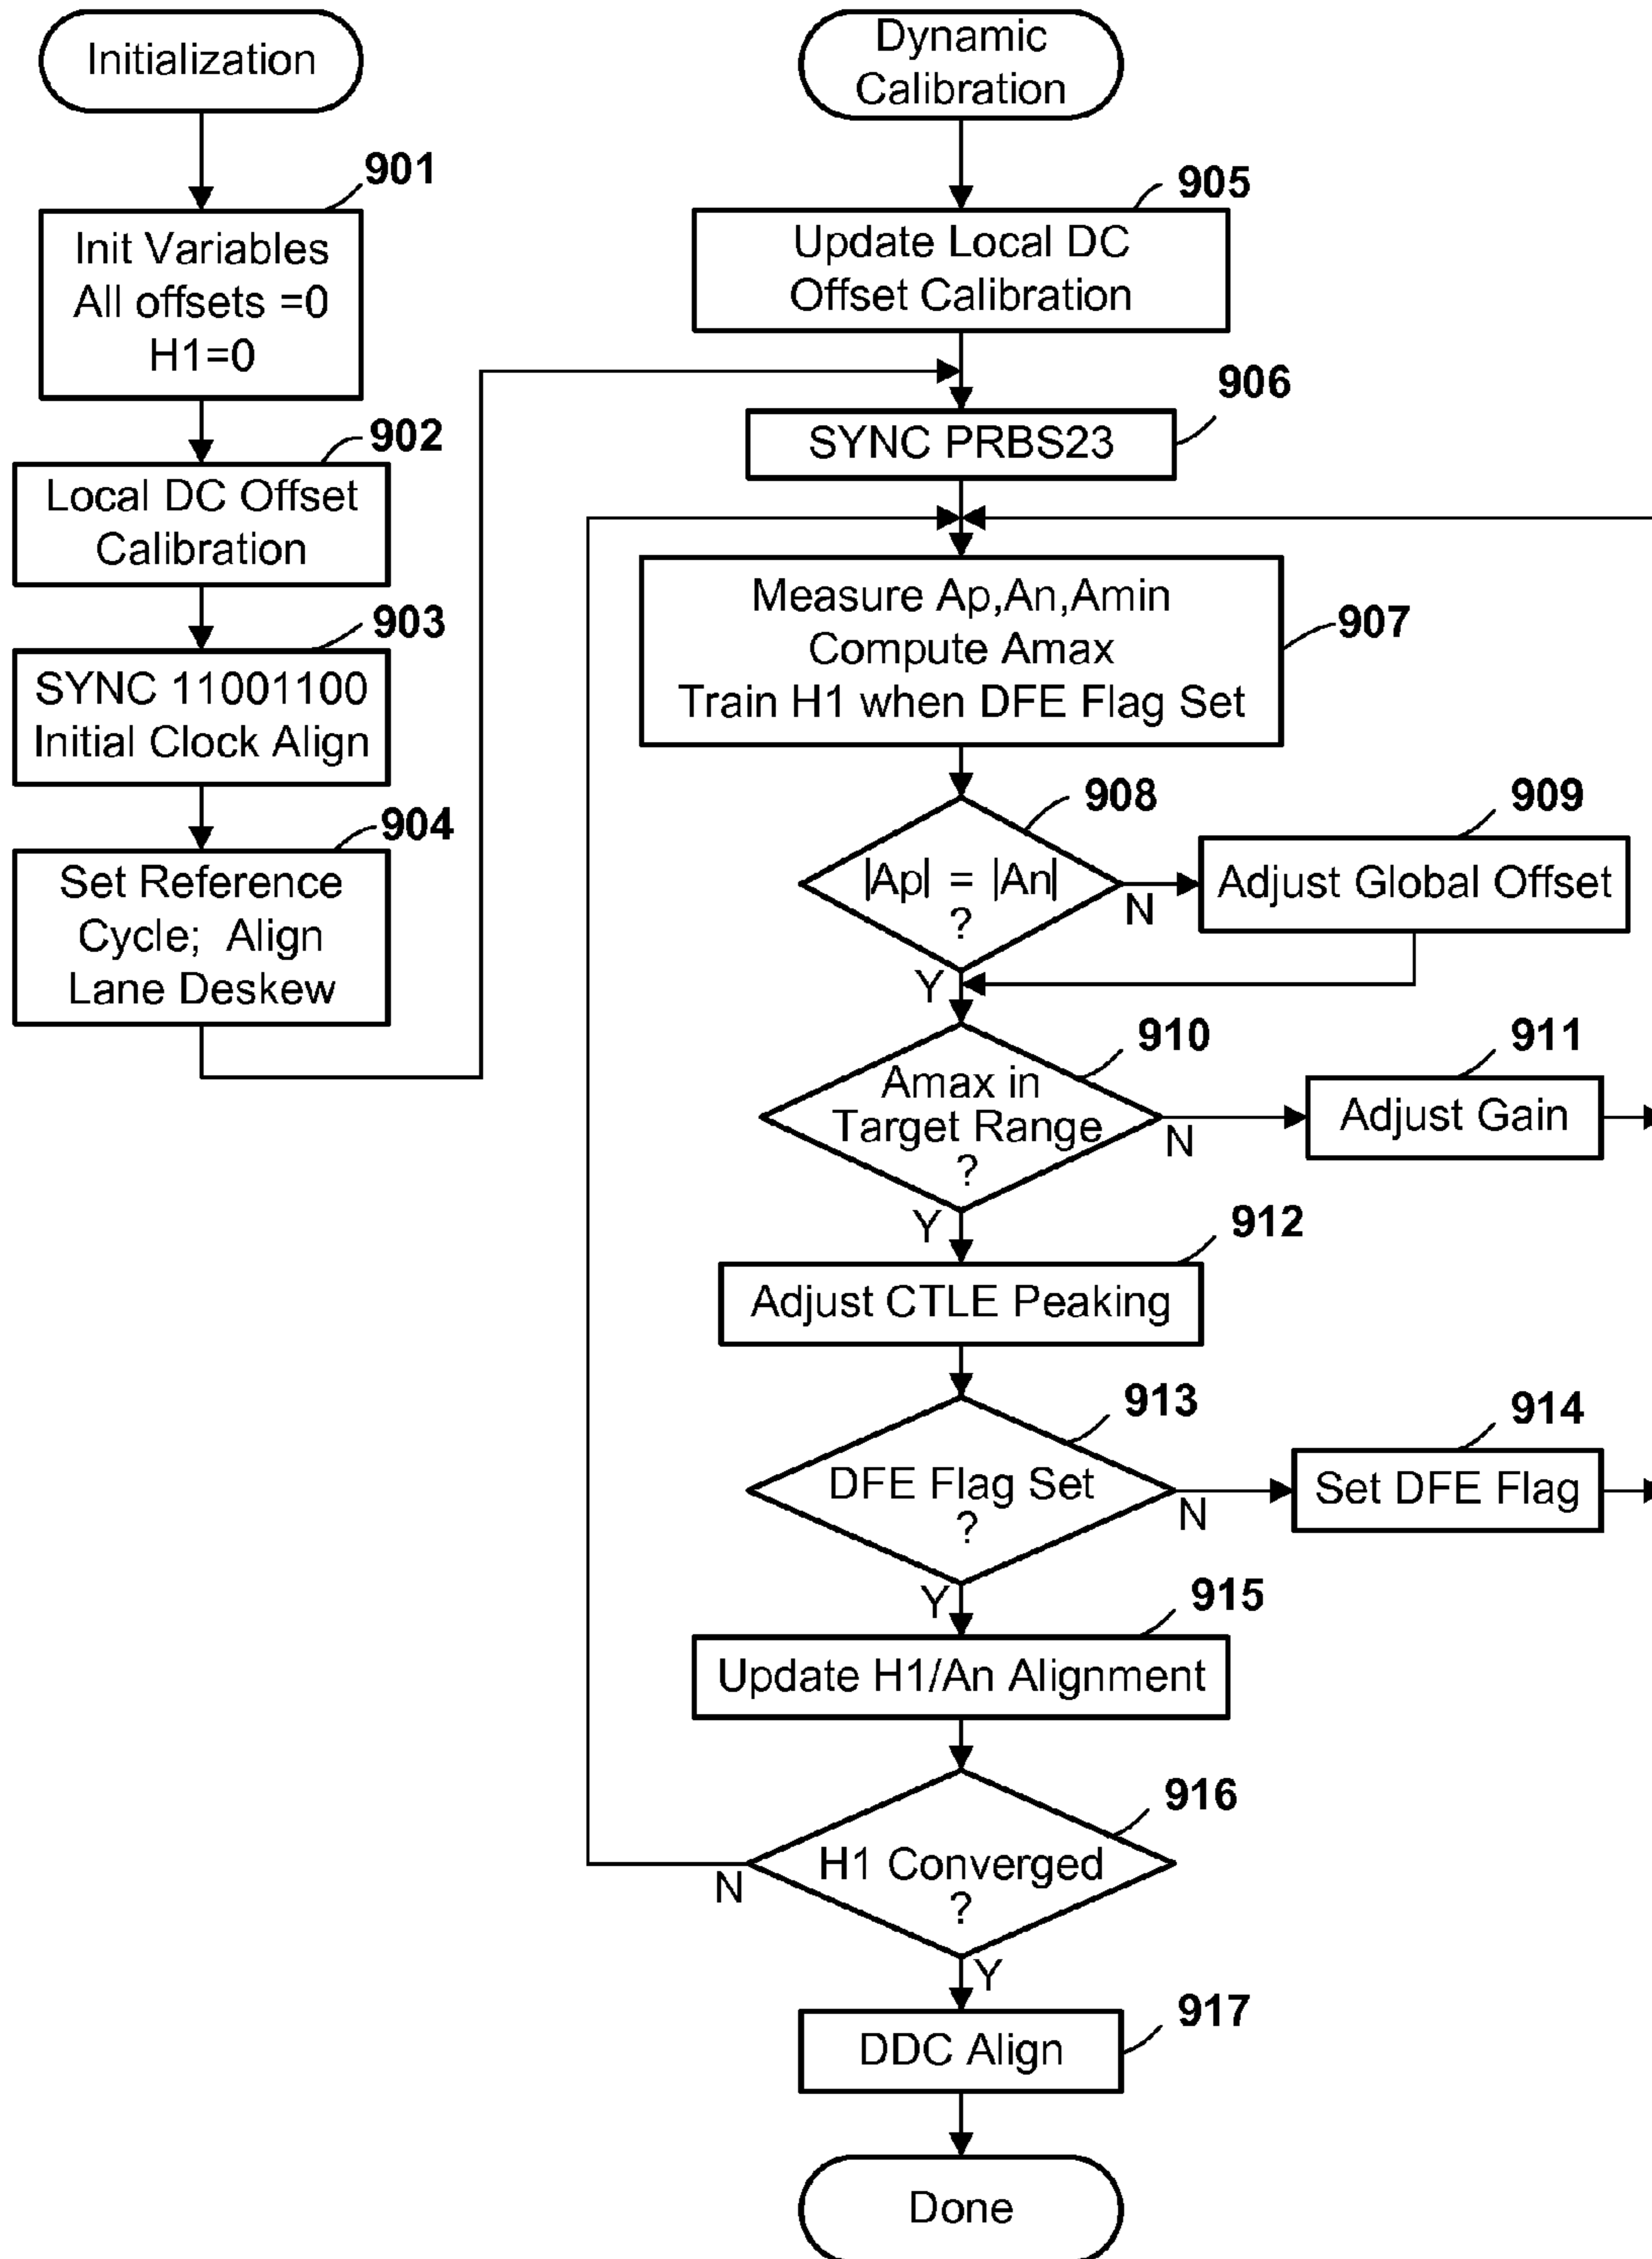 Initialization
901
Init Variables
All offsets =0
H1=0
902
Local DC Offset
Calibration
903
SYNC 11001100
Initial Clock Align
904
Set Reference
Cycle; Align
Lane Deskew
Dynamic
Calibration
905
Update Local DC
Offset Calibration
906
SYNC PRBS23
907
Measure Ap,An,Amin
Compute Amax
Train H1 when DFE Flag Set
908
|Ap| = |An|
?
N
Y
909
Adjust Global Offset
910
Amax in
Target Range
?
N
Y
911
Adjust Gain
912
Adjust CTLE Peaking
913
DFE Flag Set
?
N
Y
914
Set DFE Flag
915
Update H1/An Alignment
916
H1 Converged
?
N
Y
917
DDC Align
Done